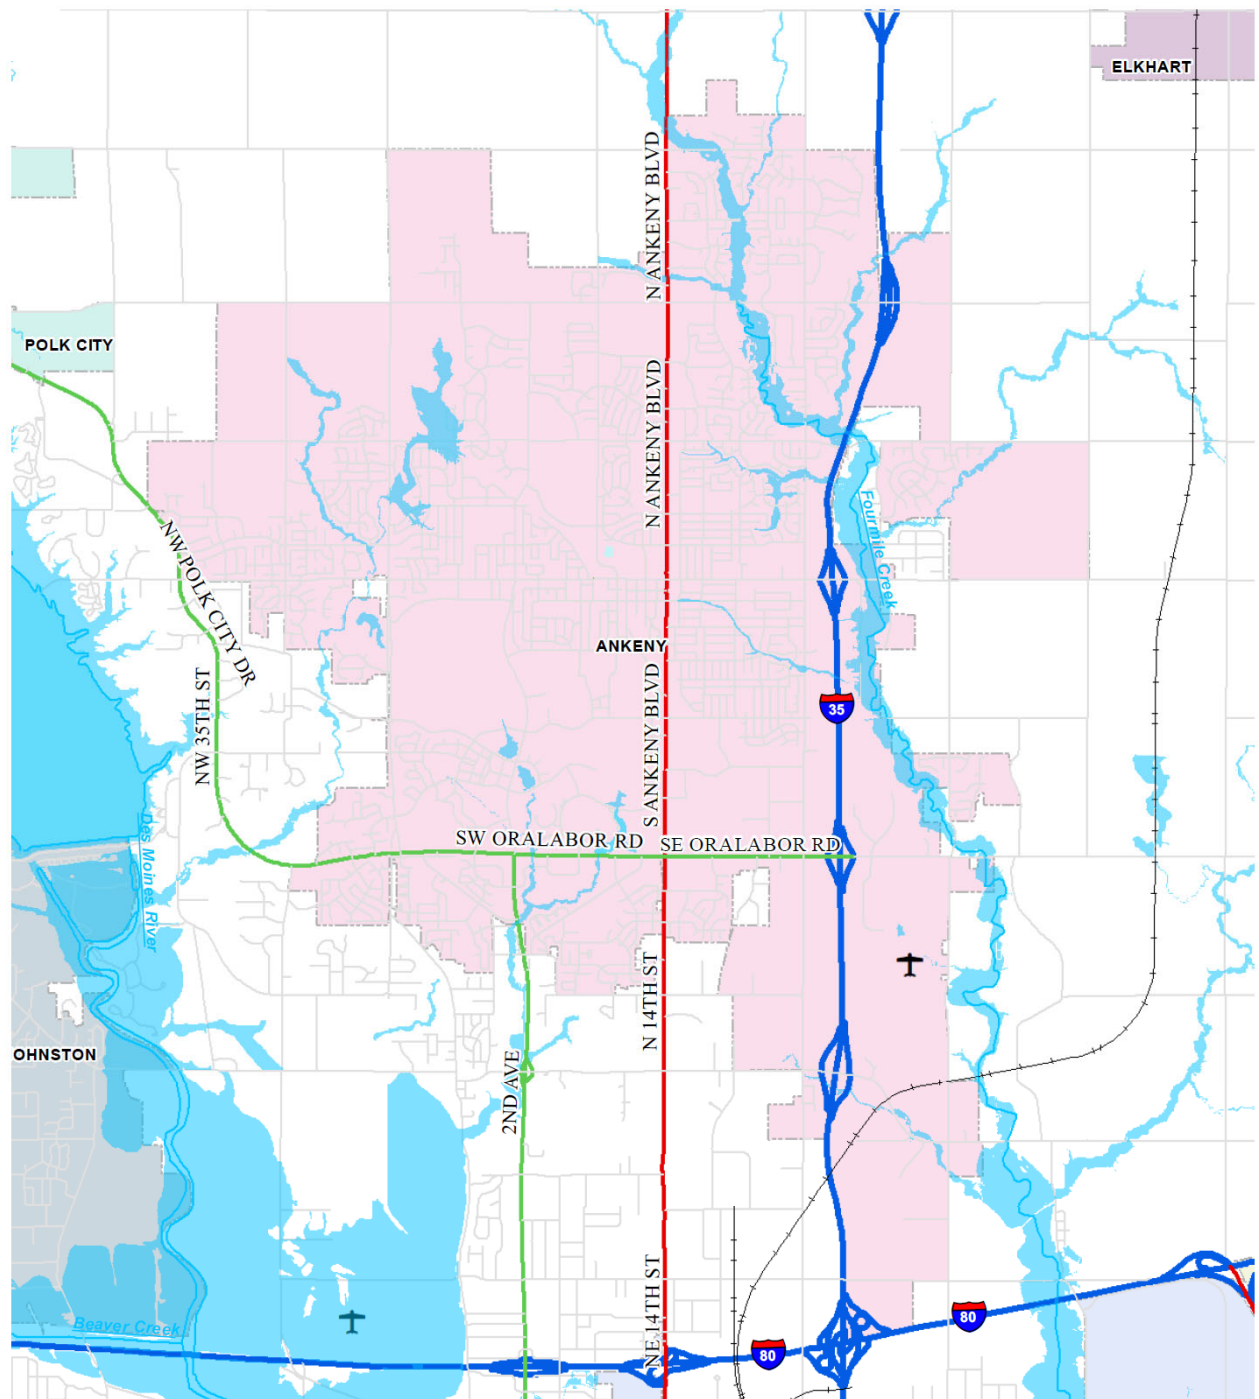 ELKHART
N ANKENY BLVD
POLK CITY
N ANKENY BLVD
Fourmile Creek
NW POLK CITY DR
ANKENY
NW 35TH ST
S ANKENY BLVD
35
SW ORALABOR RD
SE ORALABOR RD
Des Moines River
N 14TH ST
OHNSTON
2ND AVE
NE 14TH ST
80
Beaver Creek
80